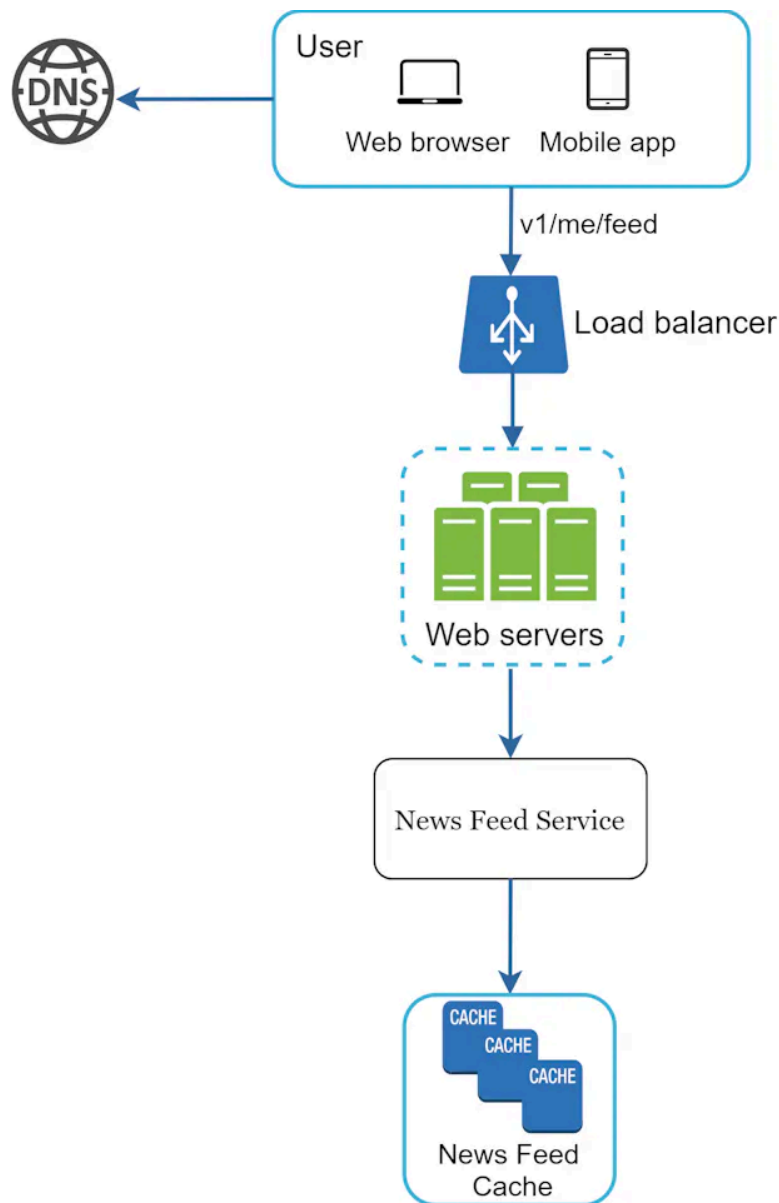 User
DNS
Web browser
Mobile app
v1/me/feed
Load balancer
Web servers
News Feed Service
CACHE
CACHE
CACHE
News Feed
Cache